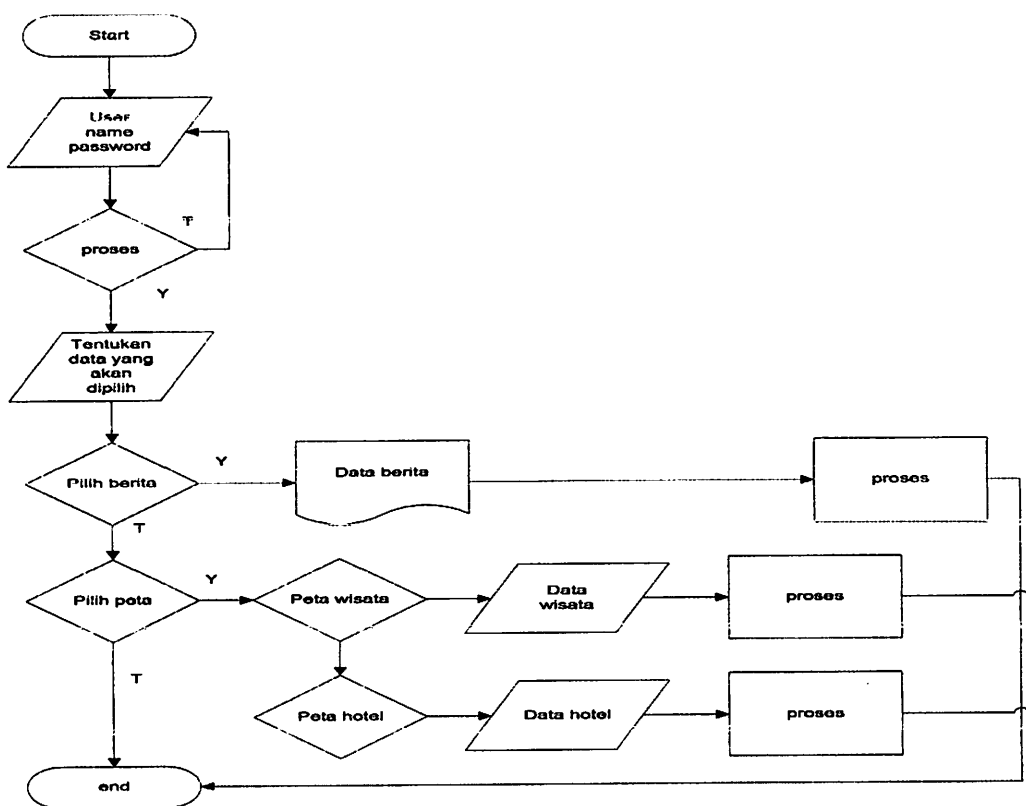 Start
User
name
password
T
proses
Y
Tentukan
data yang
akan
dipilih
Pilih berita
Y
Data berita
proses
T
Pilih peta
Y
Peta wisata
Data
wisata
proses
T
Peta hotel
Data hotel
proses
end